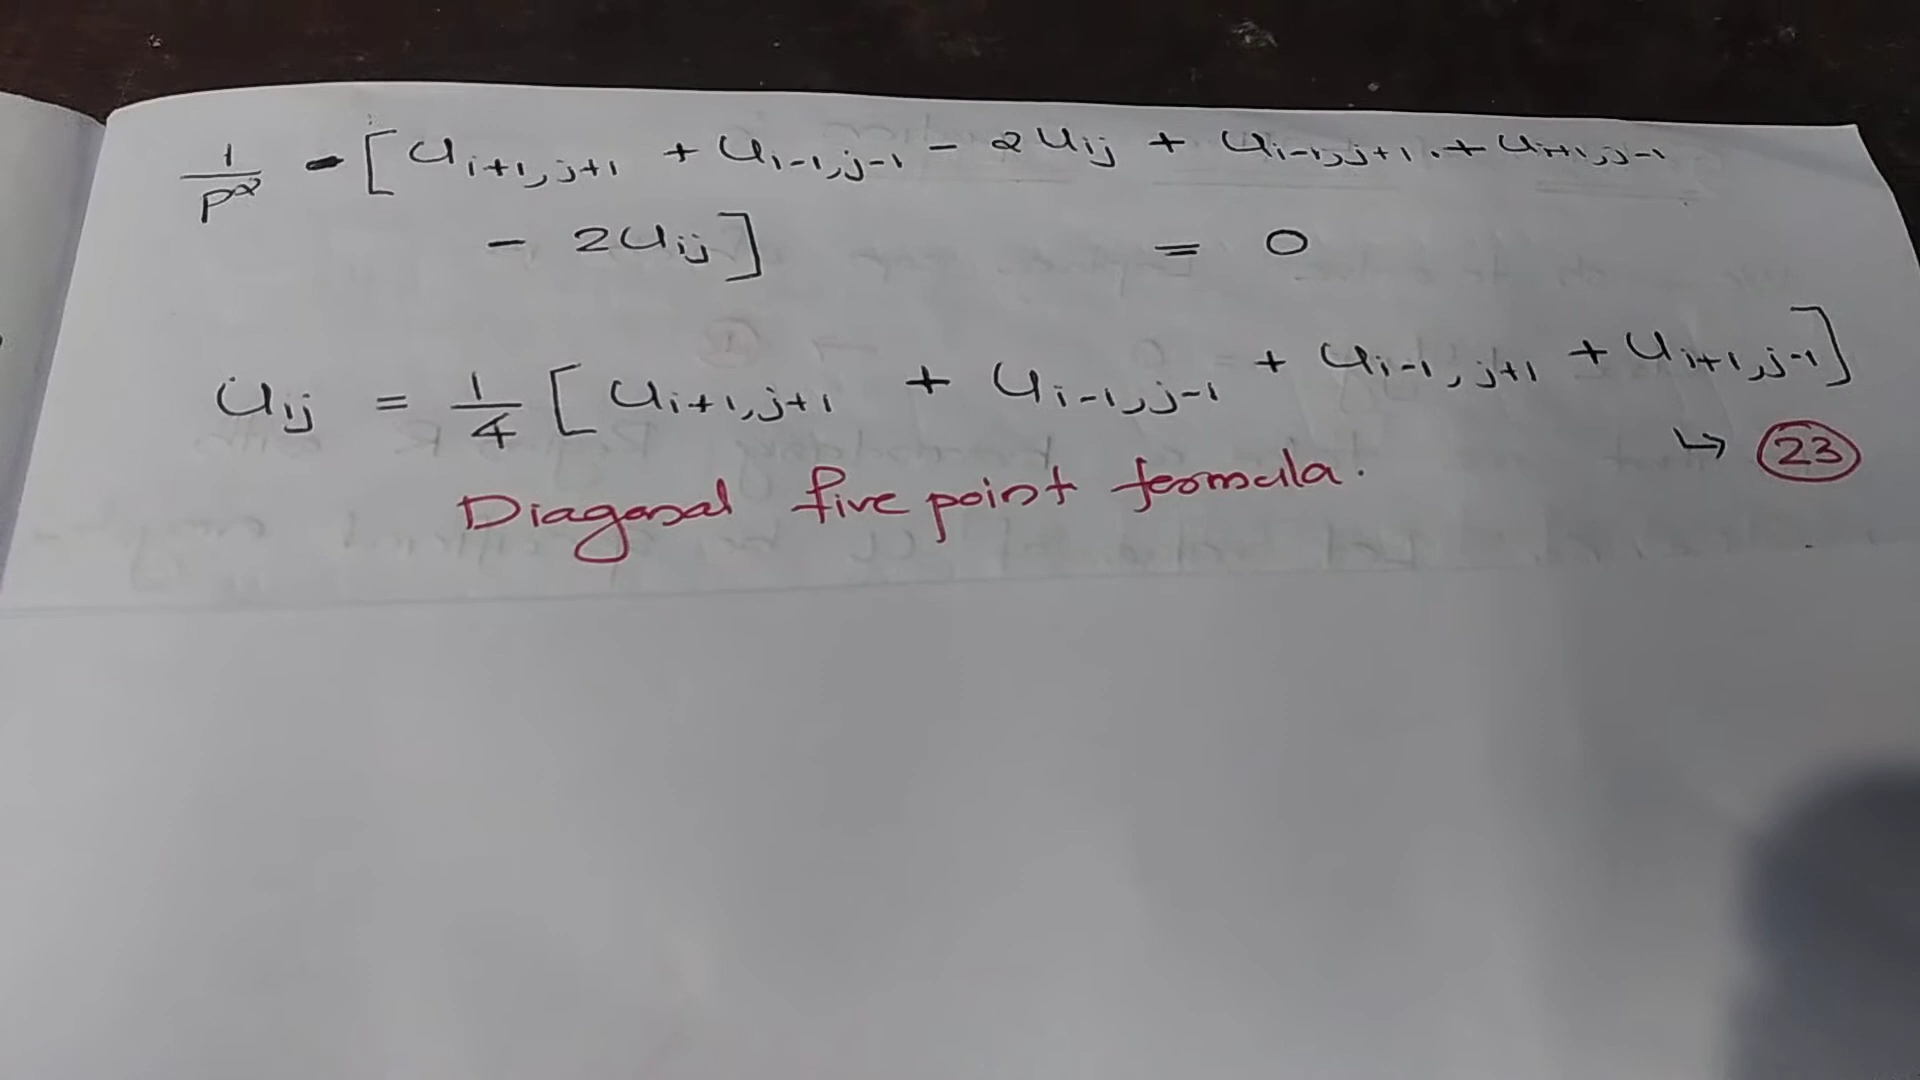 1/p² - [u_{i+1,j+1} + u_{i-1,j-1} - 2u_{ij} + u_{i-1,j+1} + u_{i+1,j-1}
- 2u_{ij}] = 0
u_{ij} = 1/4 [u_{i+1,j+1} + u_{i-1,j-1} + u_{i-1,j+1} + u_{i+1,j-1}]
↳ (23)
Diagonal five point formula.